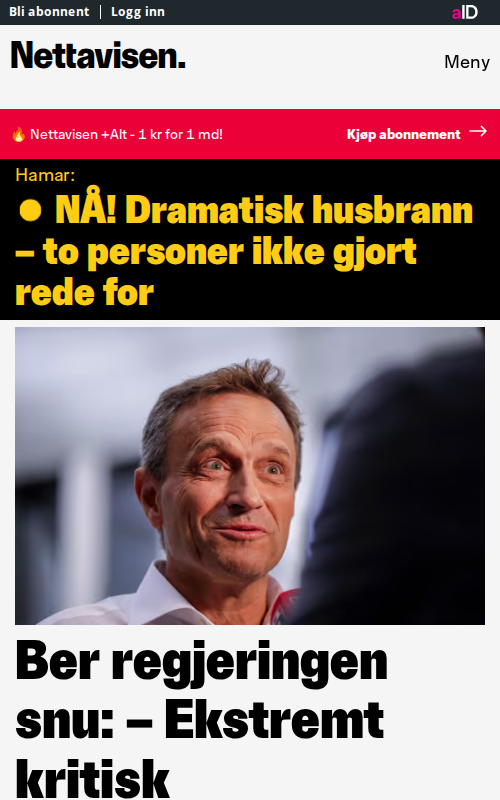 Bli abonnent | Logg inn
aID
Nettavisen.
Meny
🔥 Nettavisen +Alt - 1 kr for 1 md!
Kjøp abonnement →
Hamar:
● NÅ! Dramatisk husbrann
– to personer ikke gjort
rede for
Ber regjeringen
snu: – Ekstremt
kritisk